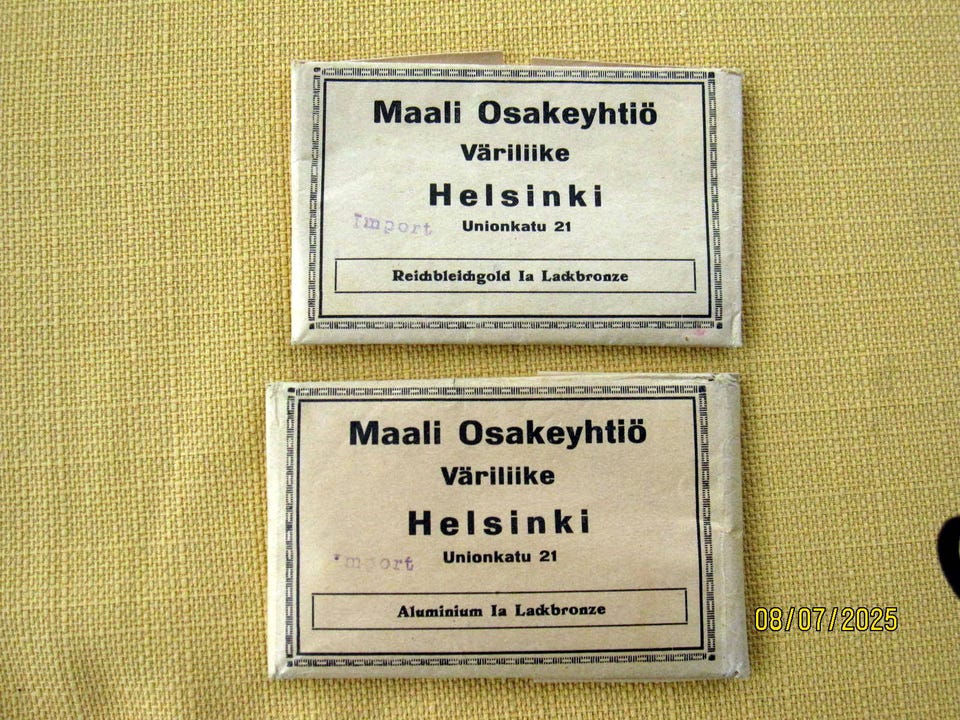 Maali Osakeyhtiö
Väriliike
Helsinki
Import
Unionkatu 21
Reichbleichgold Ia Lackbronze
Maali Osakeyhtiö
Väriliike
Helsinki
Import
Unionkatu 21
Aluminium Ia Lackbronze
08/07/2025